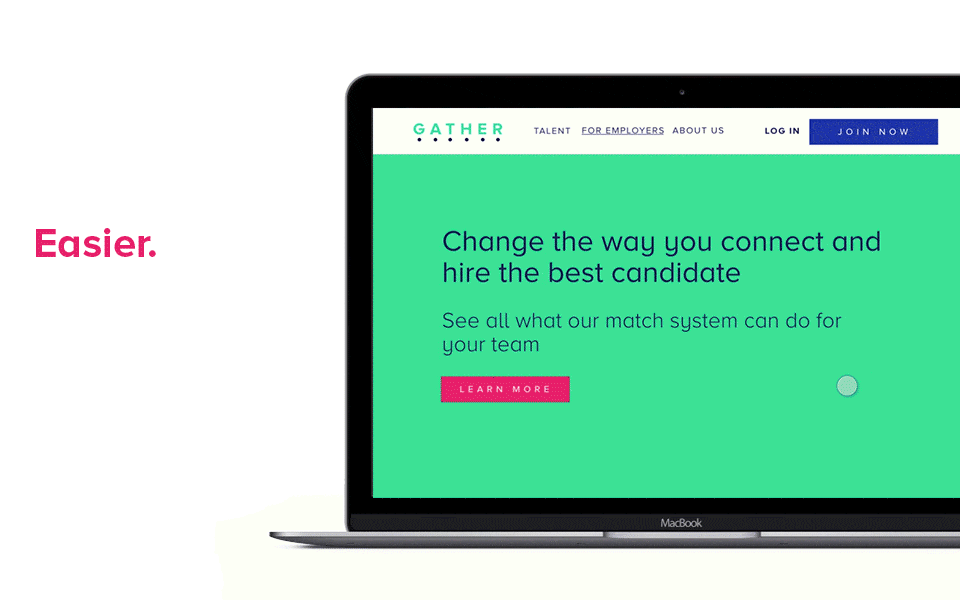 Easier.
GATHER
TALENT FOR EMPLOYERS ABOUT US LOG IN JOIN NOW
Change the way you connect and
hire the best candidate
See all what our match system can do for
your team
LEARN MORE
MacBook